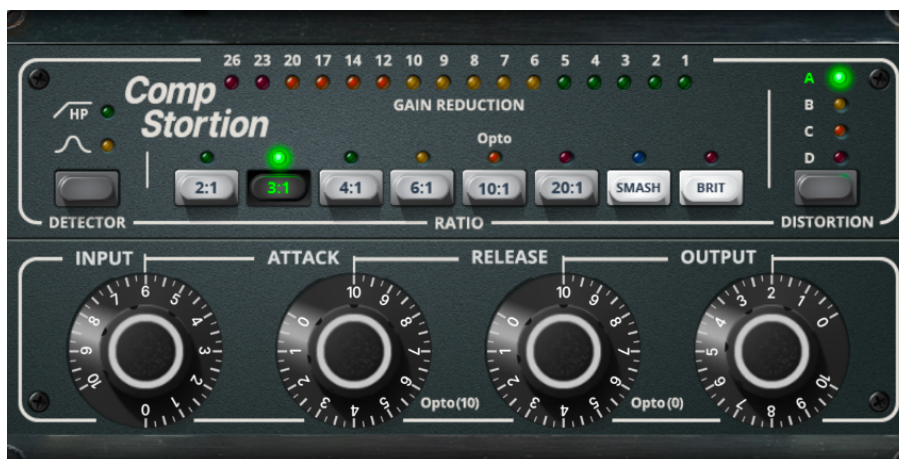 26 23 20 17 14 12 10 9 8 7 6 5 4 3 2 1
GAIN REDUCTION
Comp
Stortion
HP
DETECTOR
Opto
2:1 3:1 4:1 6:1 10:1 20:1 SMASH BRIT
RATIO
A
B
C
D
DISTORTION
INPUT ATTACK RELEASE OUTPUT
0 1 2 3 4 5 6 7 8 9 10
0 1 2 3 4 5 6 7 8 9 10
Opto(10)
0 1 2 3 4 5 6 7 8 9 10
Opto(0)
0 1 2 3 4 5 6 7 8 9 10